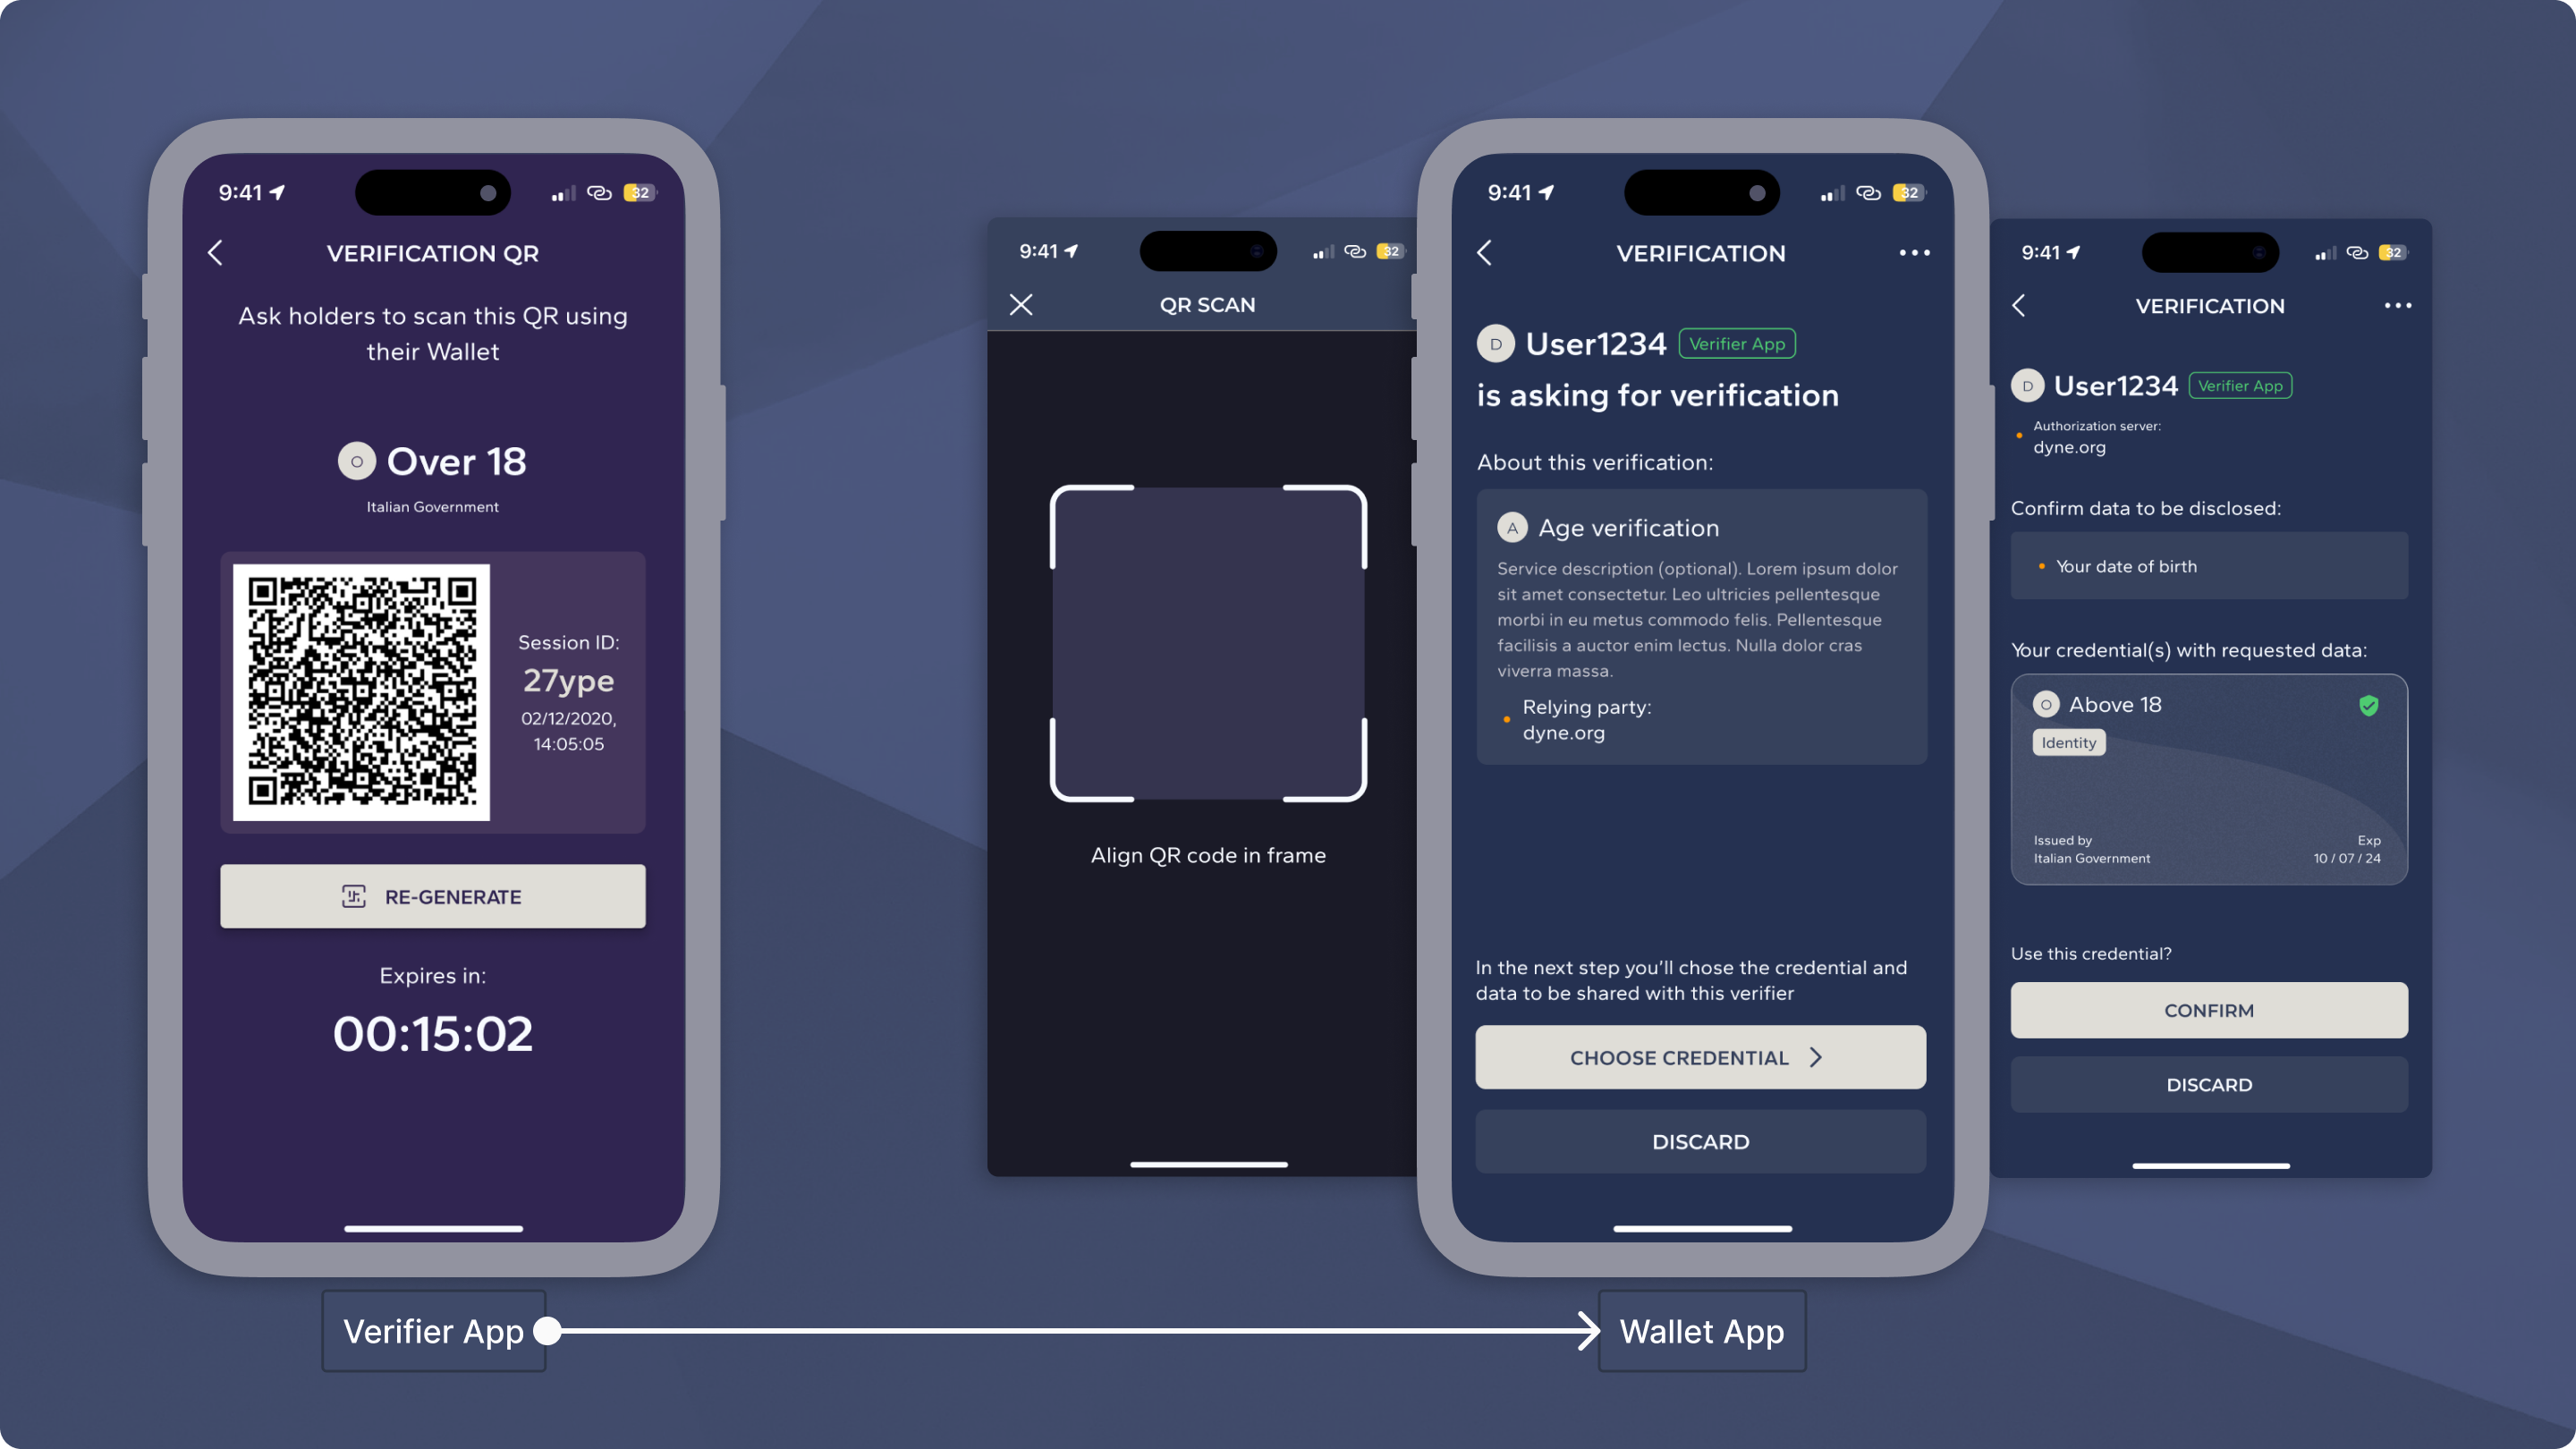 9:41
32
VERIFICATION QR
Ask holders to scan this QR using
their Wallet
O
Over 18
Italian Government
Session ID:
27ype
02/12/2020,
14:05:05
RE-GENERATE
Expires in:
00:15:02
Verifier App
9:41
32
QR SCAN
Align QR code in frame
9:41
32
VERIFICATION
D
User1234
Verifier App
is asking for verification
About this verification:
A
Age verification
Service description (optional). Lorem ipsum dolor
sit amet consectetur. Leo ultricies pellentesque
morbi in eu metus commodo felis. Pellentesque
facilisis a auctor enim lectus. Nulla dolor cras
viverra massa.
Relying party:
dyne.org
In the next step you’ll chose the credential and
data to be shared with this verifier
CHOOSE CREDENTIAL
DISCARD
Wallet App
9:41
32
VERIFICATION
D
User1234
Verifier App
Authorization server:
dyne.org
Confirm data to be disclosed:
Your date of birth
Your credential(s) with requested data:
O
Above 18
Identity
Issued by
Italian Government
Exp
10 / 07 / 24
Use this credential?
CONFIRM
DISCARD